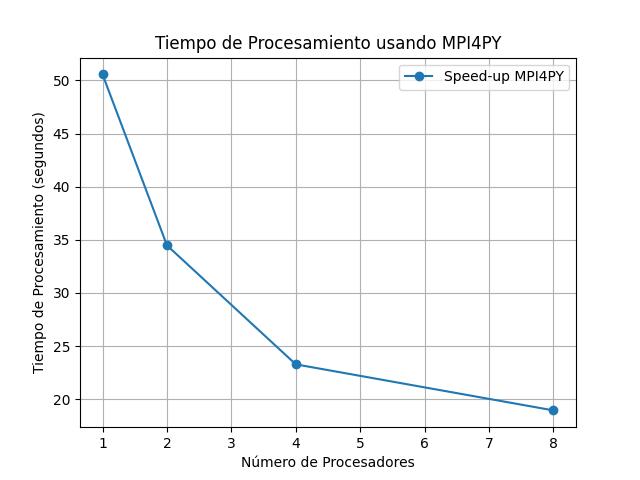 Tiempo de Procesamiento usando MPI4PY
Speed-up MPI4PY
Tiempo de Procesamiento (segundos)
50
45
40
35
30
25
20
1 2 3 4 5 6 7 8
Número de Procesadores